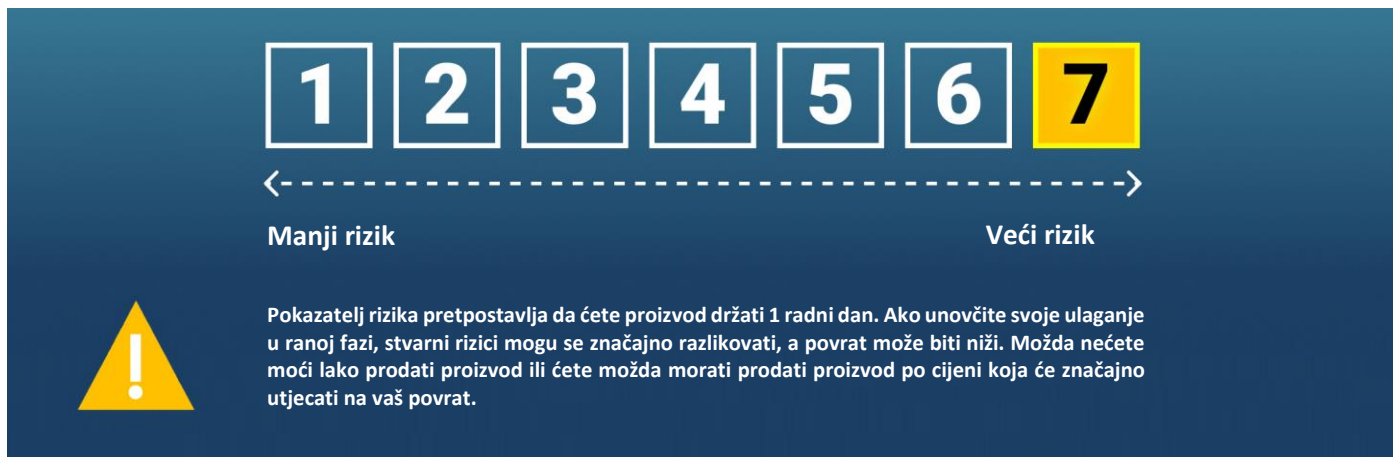 1 2 3 4 5 6 7
Manji rizik Veći rizik
Pokazatelj rizika pretpostavlja da ćete proizvod držati 1 radni dan. Ako unovčite svoje ulaganje
u ranoj fazi, stvarni rizici mogu se značajno razlikovati, a povrat može biti niži. Možda nećete
moći lako prodati proizvod ili ćete možda morati prodati proizvod po cijeni koja će značajno
utjecati na vaš povrat.